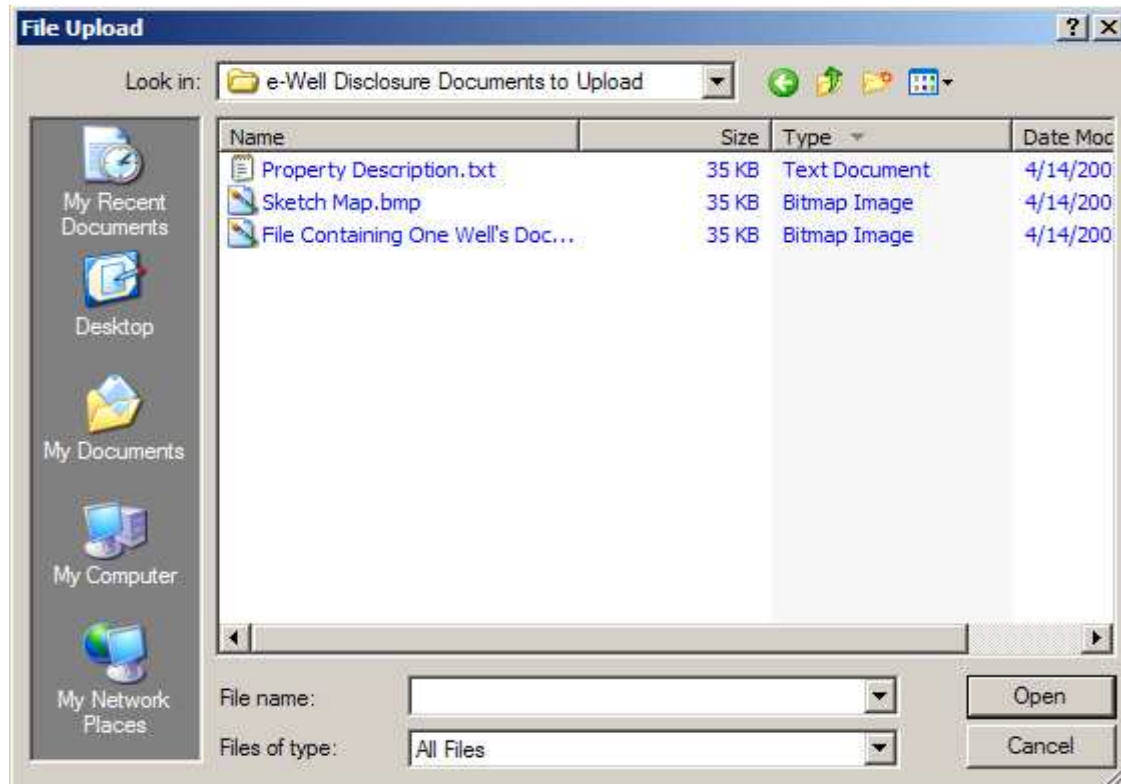 File Upload
Look in: e-Well Disclosure Documents to Upload
Name Size Type Date Moc
Property Description.txt 35 KB Text Document 4/14/200
Sketch Map.bmp 35 KB Bitmap Image 4/14/200
File Containing One Well's Doc... 35 KB Bitmap Image 4/14/200
My Recent
Documents
Desktop
My Documents
My Computer
My Network
Places
File name: Open
Files of type: All Files Cancel